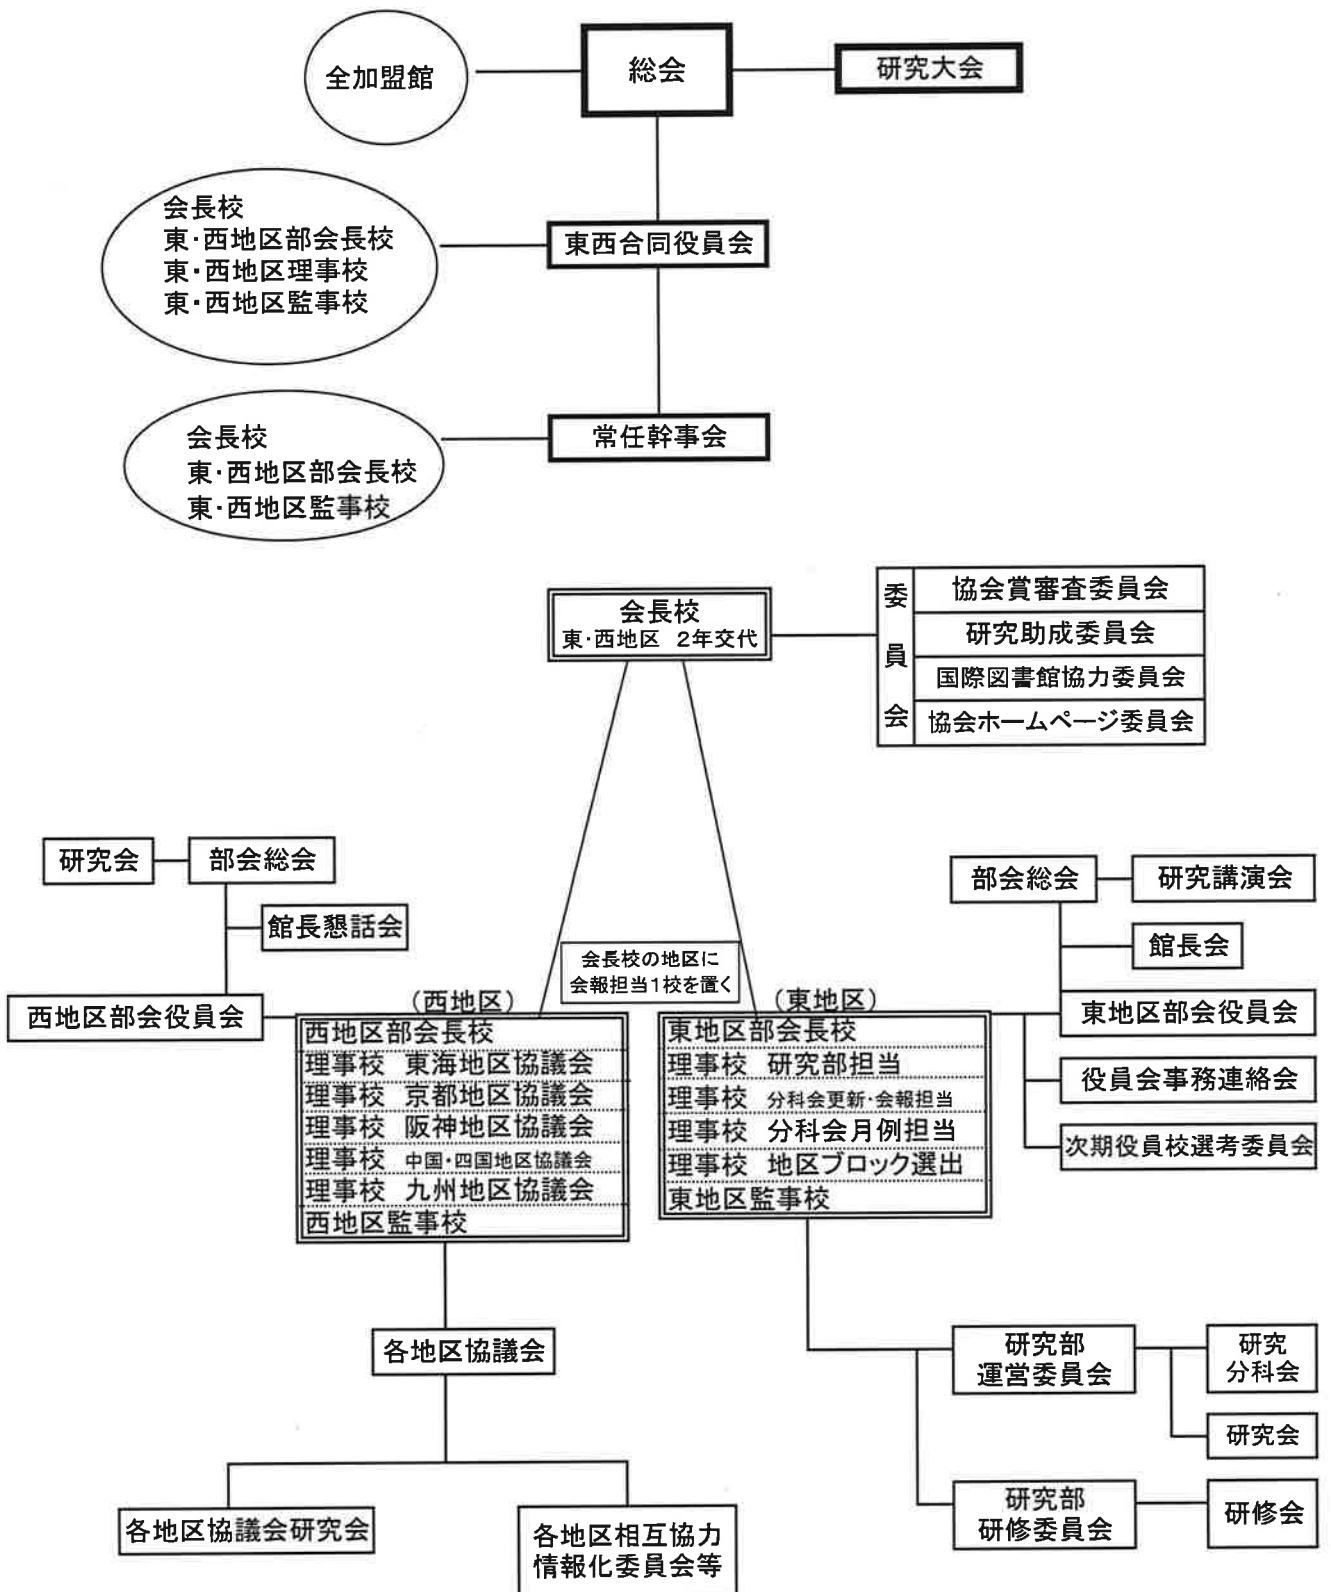 全加盟館
総会
研究大会
会長校
東・西地区部会長校
東・西地区理事校
東・西地区監事校
東西合同役員会
会長校
東・西地区部会長校
東・西地区監事校
常任幹事会
会長校
東・西地区 2年交代
委員会
協会賞審査委員会
研究助成委員会
国際図書館協力委員会
協会ホームページ委員会
研究会
部会総会
館長懇話会
西地区部会役員会
会長校の地区に
会報担当1校を置く
部会総会
研究講演会
館長会
東地区部会役員会
役員会事務連絡会
次期役員校選考委員会
（西地区）
西地区部会長校
理事校 東海地区協議会
理事校 京都地区協議会
理事校 阪神地区協議会
理事校 中国・四国地区協議会
理事校 九州地区協議会
西地区監事校
（東地区）
東地区部会長校
理事校 研究部担当
理事校 分科会更新・会報担当
理事校 分科会月例担当
理事校 地区ブロック選出
東地区監事校
各地区協議会
各地区協議会研究会
各地区相互協力
情報化委員会等
研究部
運営委員会
研究
分科会
研究会
研究部
研修委員会
研修会